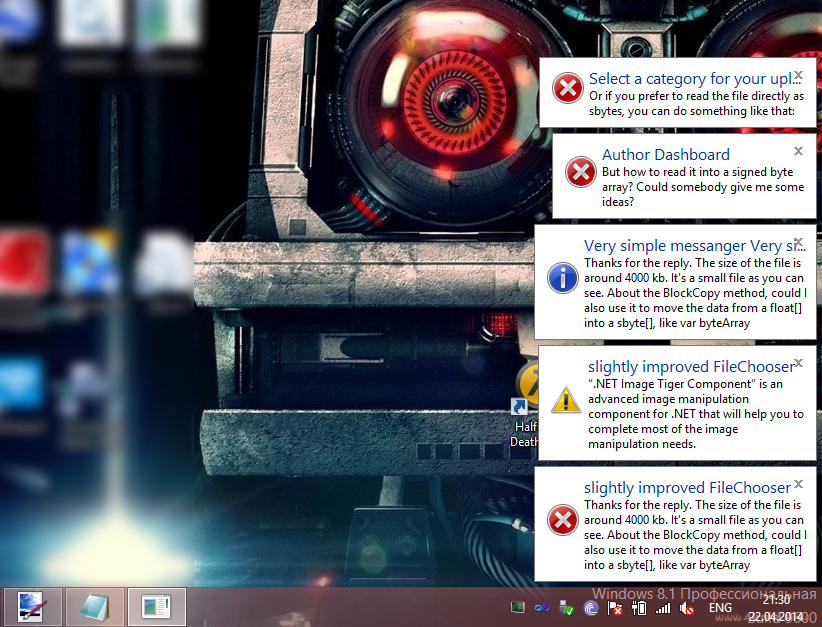 Select a category for your upl...
Or if you prefer to read the file directly as
sbytes, you can do something like that:
Author Dashboard
But how to read it into a signed byte
array? Could somebody give me some
ideas?
Very simple messanger Very si...
Thanks for the reply. The size of the file is
around 4000 kb. It's a small file as you can
see. About the BlockCopy method, could I
also use it to move the data from a float[]
into a sbyte[], like var byteArray
slightly improved FileChooser
“.NET Image Tiger Component” is an
advanced image manipulation
component for .NET that will help you to
complete most of the image
manipulation needs.
Half
Death
slightly improved FileChooser
Thanks for the reply. The size of the file is
around 4000 kb. It's a small file as you can
see. About the BlockCopy method, could I
also use it to move the data from a float[]
into a sbyte[], like var byteArray
Windows 8.1 Профессиональная
ENG
21:30
22.04.2014